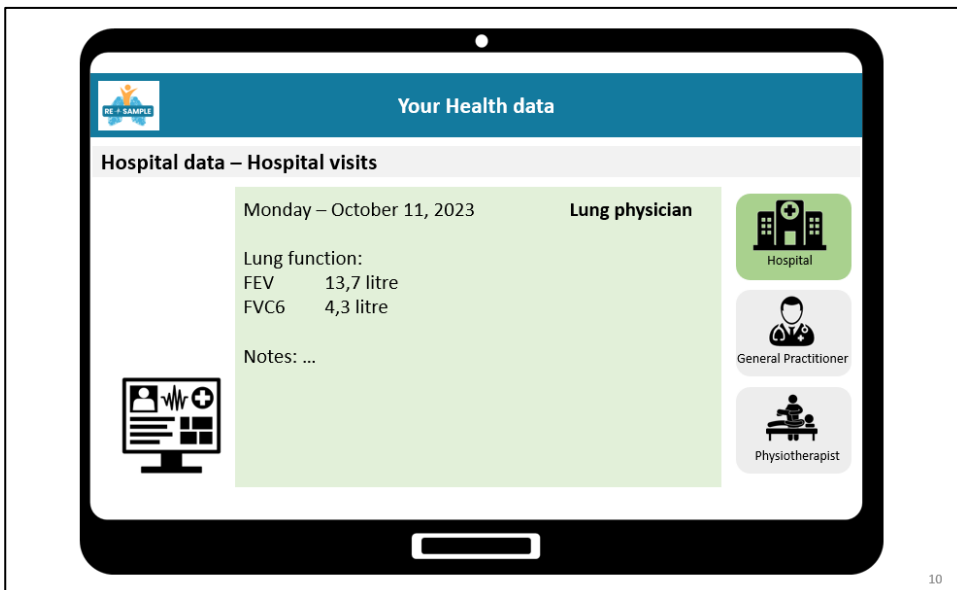 RE-SAMPLE
Your Health data
Hospital data – Hospital visits
Monday – October 11, 2023 Lung physician
Lung function:
FEV 13,7 litre
FVC6 4,3 litre
Notes: ...
Hospital
General Practitioner
Physiotherapist
10